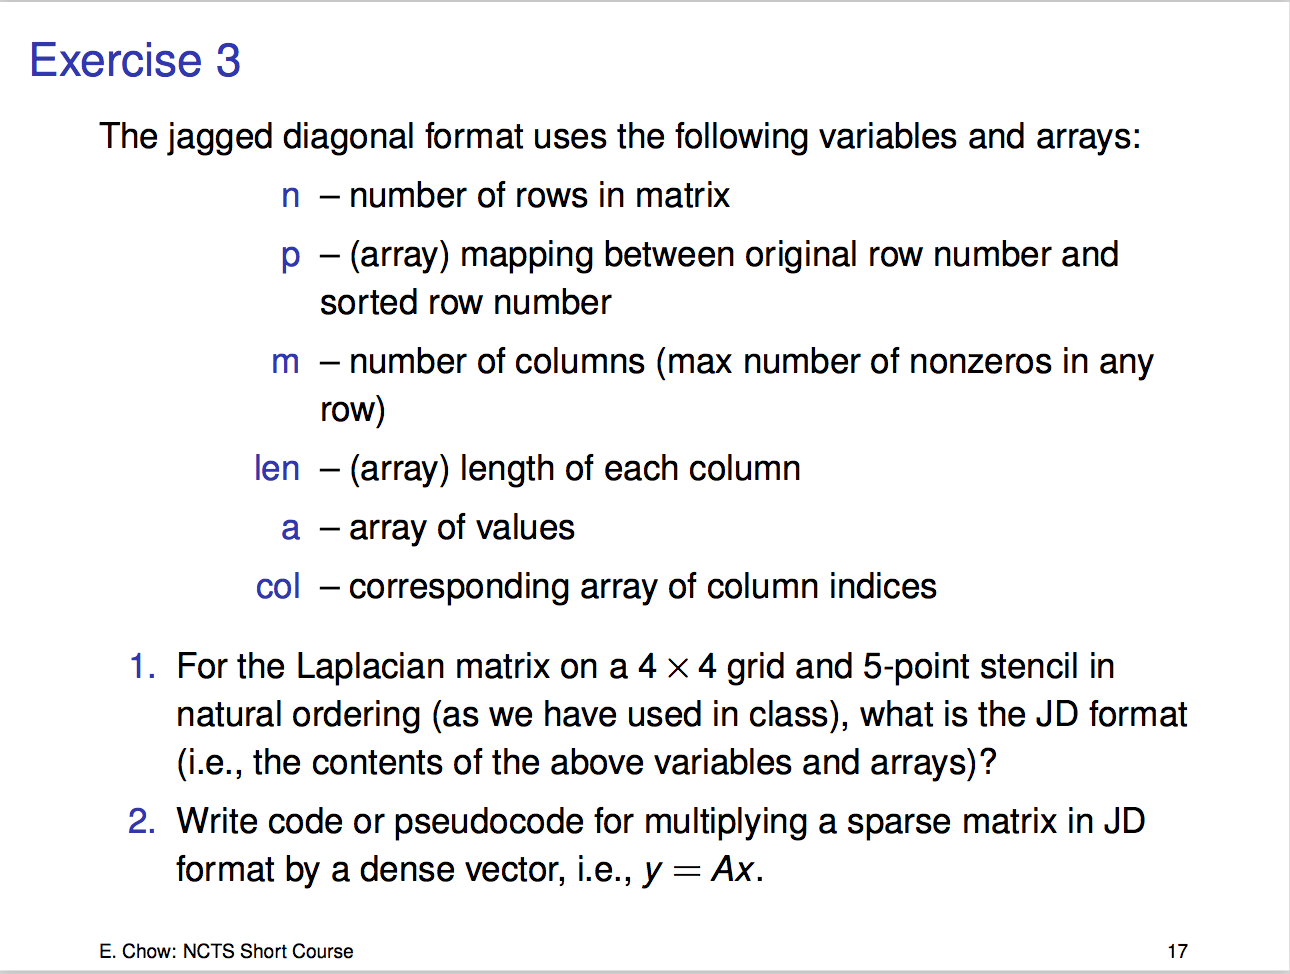 Exercise 3
The jagged diagonal format uses the following variables and arrays:
n – number of rows in matrix
p – (array) mapping between original row number and
sorted row number
m – number of columns (max number of nonzeros in any
row)
len – (array) length of each column
a – array of values
col – corresponding array of column indices
1. For the Laplacian matrix on a 4 × 4 grid and 5-point stencil in
natural ordering (as we have used in class), what is the JD format
(i.e., the contents of the above variables and arrays)?
2. Write code or pseudocode for multiplying a sparse matrix in JD
format by a dense vector, i.e., y = Ax.
E. Chow: NCTS Short Course 17